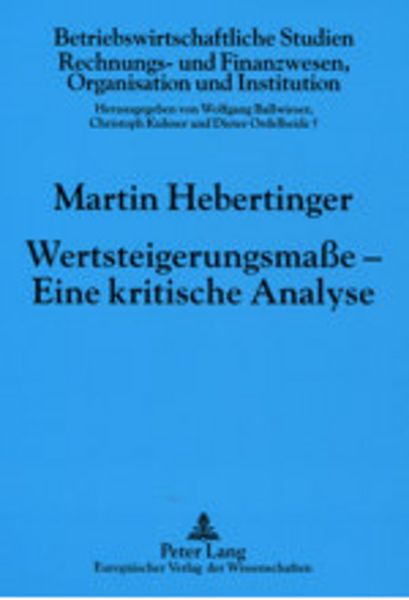 Betriebswirtschaftliche Studien
Rechnungs- und Finanzwesen,
Organisation und Institution
Herausgegeben von Wolfgang Ballwieser,
Christoph Kuhner und Dieter Ordelheide †
Martin Hebertinger
Wertsteigerungsmaße –
Eine kritische Analyse
Peter Lang
Europäischer Verlag der Wissenschaften